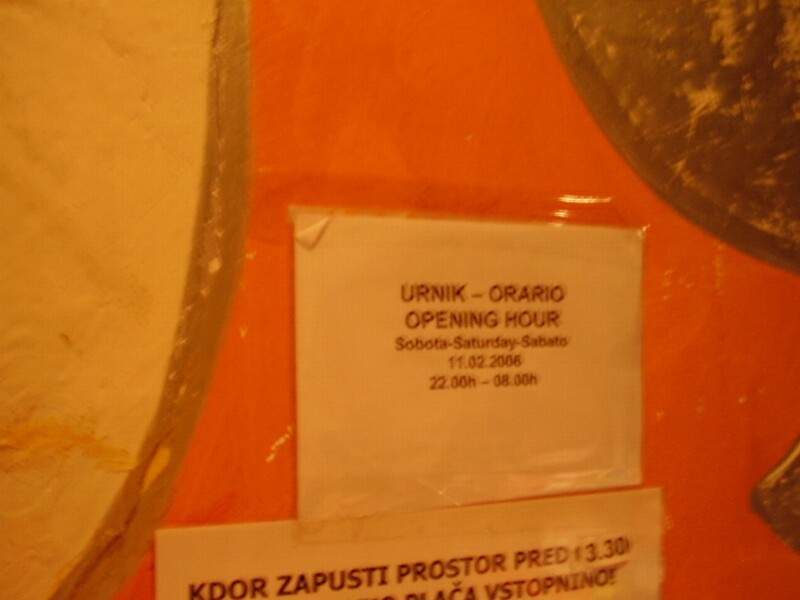 URNIK – ORARIO
OPENING HOUR
Sobota-Saturday-Sabato
11.02.2006
22.00h – 08.00h
KDOR ZAPUSTI PROSTOR PRED
PLAČA VSTOPNINO!